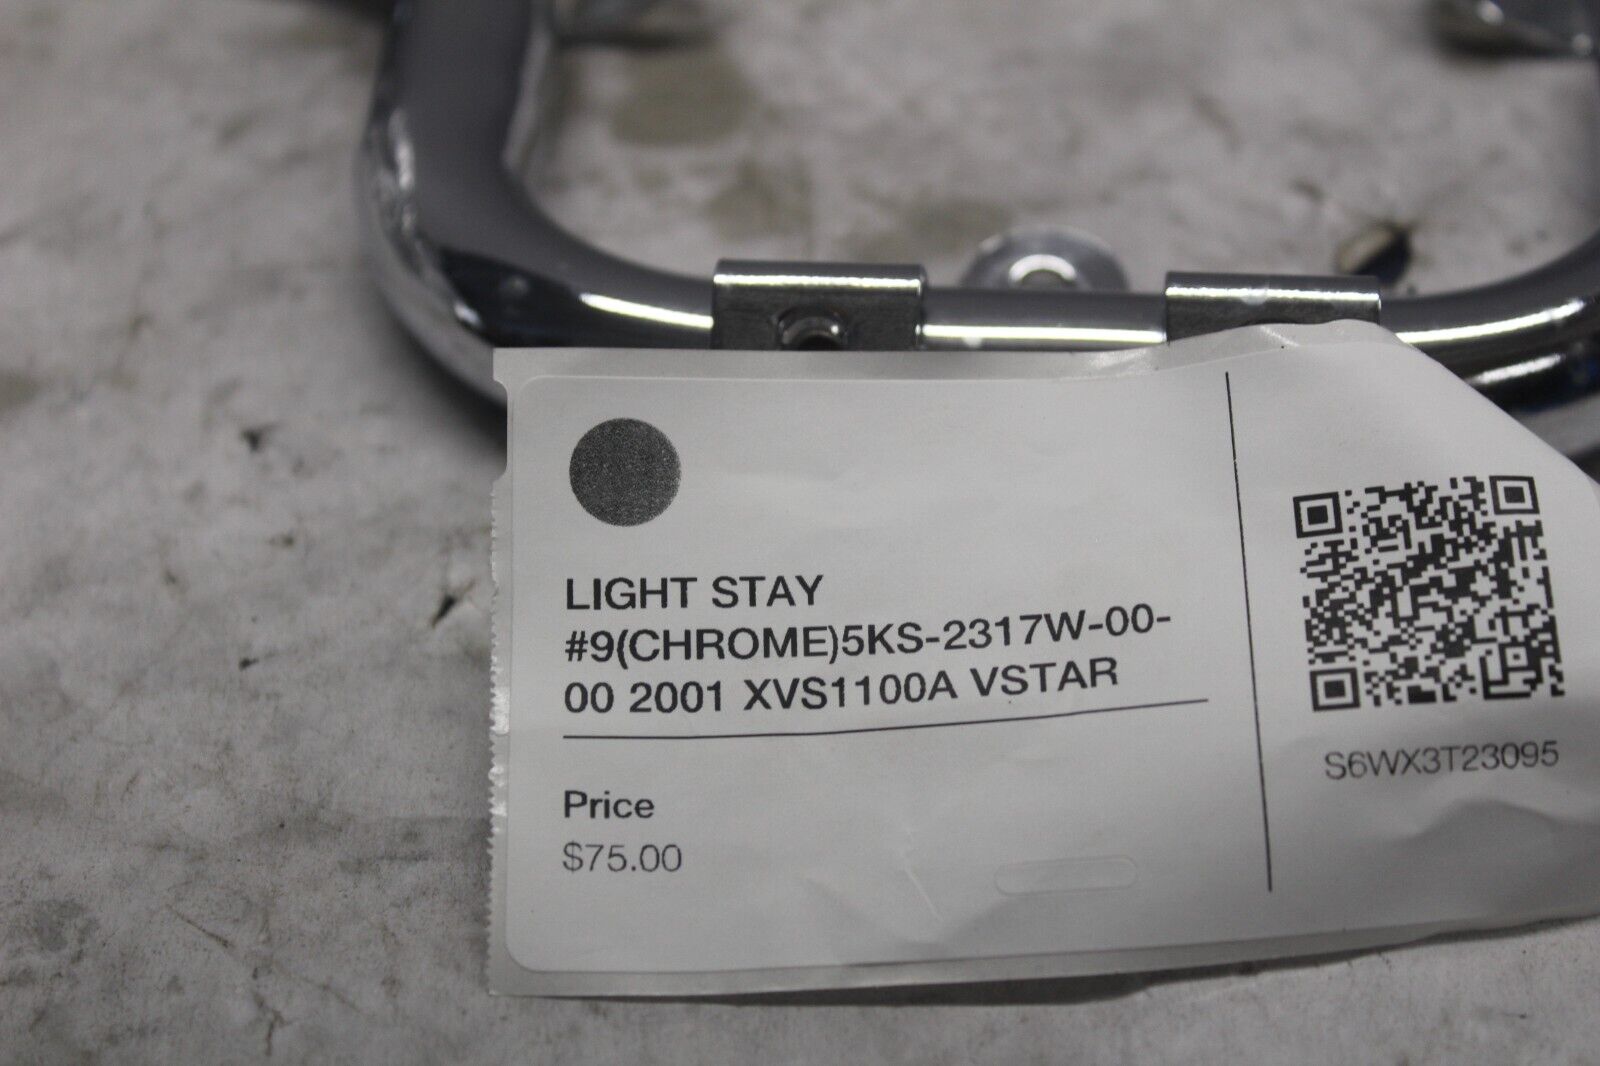 LIGHT STAY
#9(CHROME)5KS-2317W-00-
00 2001 XVS1100A VSTAR
Price
$75.00
S6WX3T23095